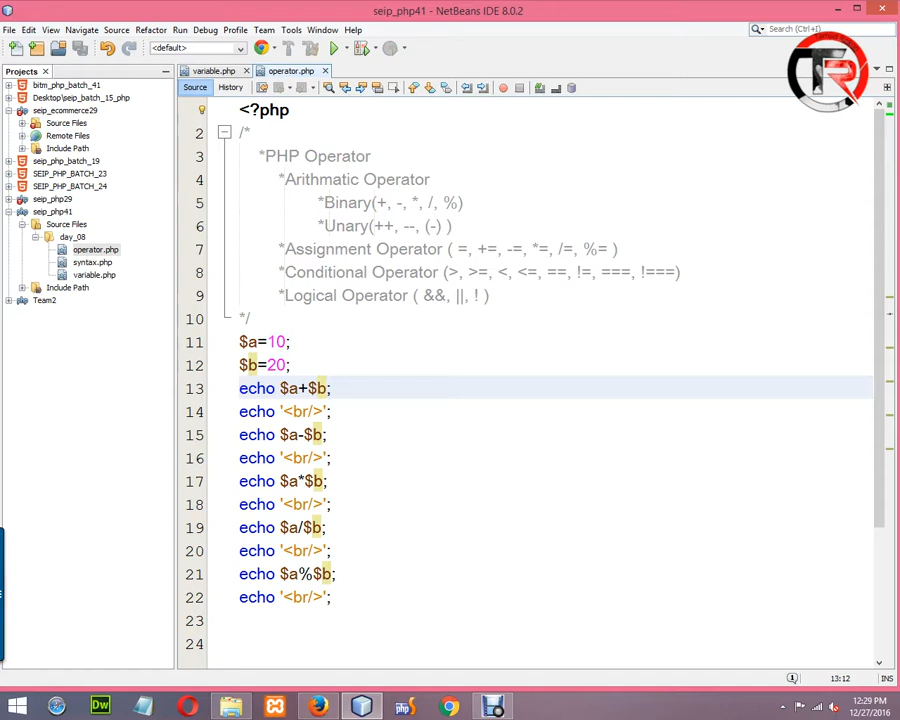 seip_php41 - NetBeans IDE 8.0.2
File Edit View Navigate Source Refactor Run Debug Profile Team Tools Window Help
Search (Ctrl+I)
<default>
Projects
variable.php
operator.php
Source History
bitm_php_batch_41
Desktop/seip_batch_15_php
seip_ecommerce29
Source Files
Remote Files
Include Path
seip_php_batch_19
SEIP_PHP_BATCH_23
SEIP_PHP_BATCH_24
seip_php29
seip_php41
Source Files
day_08
operator.php
syntax.php
variable.php
Include Path
Team2
<?php
2 /*
3 *PHP Operator
4 *Arithmatic Operator
5 *Binary(+, -, *, /, %)
6 *Unary(++, --, (-) )
7 *Assignment Operator ( =, +=, -=, *=, /=, %= )
8 *Conditional Operator (>, >=, <, <=, ==, !=, ===, !===)
9 *Logical Operator ( &&, ||, ! )
10 */
11 $a=10;
12 $b=20;
13 echo $a+$b;
14 echo '<br/>';
15 echo $a-$b;
16 echo '<br/>';
17 echo $a*$b;
18 echo '<br/>';
19 echo $a/$b;
20 echo '<br/>';
21 echo $a%$b;
22 echo '<br/>';
23
24
13:12 INS
Dw
php
12:29 PM
12/27/2016